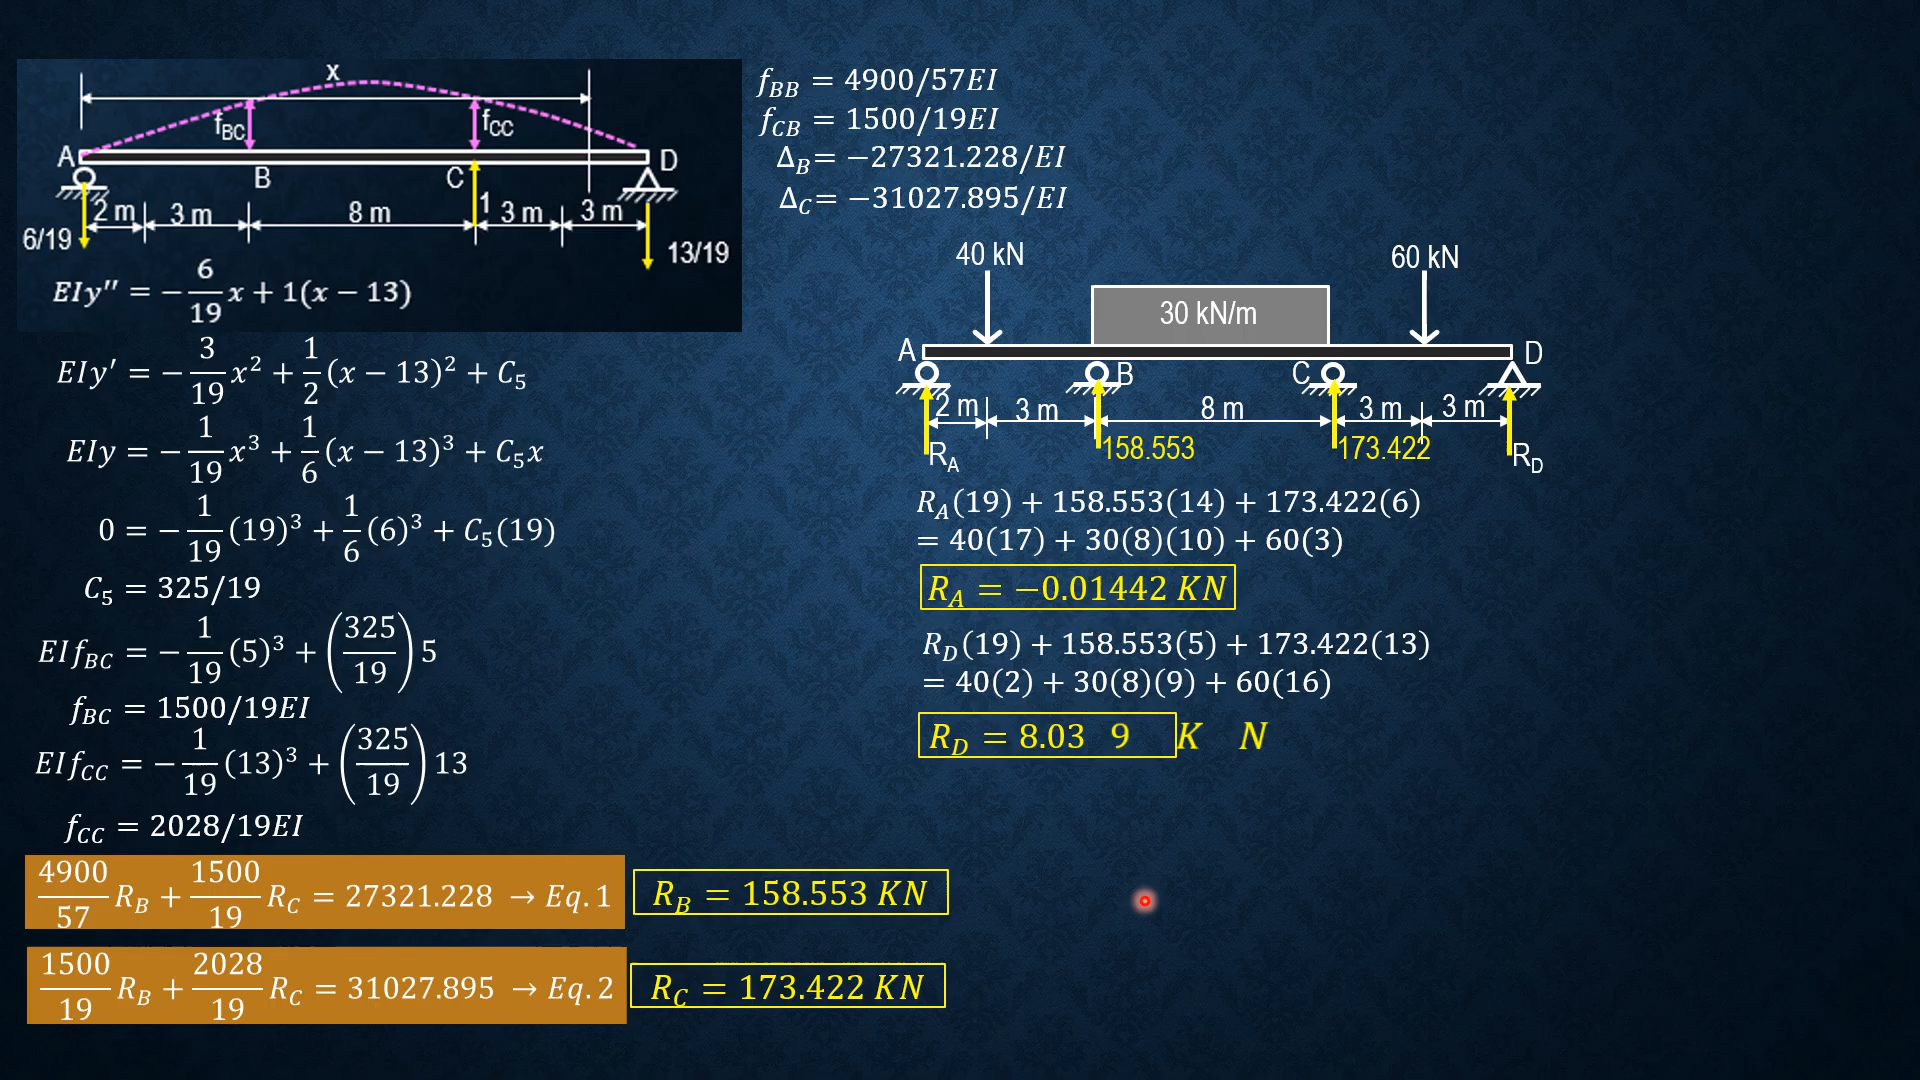 x
f_BC
f_CC
A
B
C
D
1
2 m
3 m
8 m
3 m
3 m
6/19
13/19
EIy'' = -6/19 x + 1(x - 13)
EIy' = -3/19 x² + 1/2 (x - 13)² + C₅
EIy = -1/19 x³ + 1/6 (x - 13)³ + C₅x
0 = -1/19 (19)³ + 1/6 (6)³ + C₅(19)
C₅ = 325/19
EIf_BC = -1/19 (5)³ + (325/19) 5
f_BC = 1500/19EI
EIf_CC = -1/19 (13)³ + (325/19) 13
f_CC = 2028/19EI
4900/57 R_B + 1500/19 R_C = 27321.228 → Eq. 1
R_B = 158.553 KN
1500/19 R_B + 2028/19 R_C = 31027.895 → Eq. 2
R_C = 173.422 KN
f_BB = 4900/57EI
f_CB = 1500/19EI
Δ_B = -27321.228/EI
Δ_C = -31027.895/EI
40 kN
60 kN
30 kN/m
A
B
C
D
2 m
3 m
8 m
3 m
3 m
R_A
158.553
173.422
R_D
R_A(19) + 158.553(14) + 173.422(6)
= 40(17) + 30(8)(10) + 60(3)
R_A = -0.01442 KN
R_D(19) + 158.553(5) + 173.422(13)
= 40(2) + 30(8)(9) + 60(16)
R_D = 8.03 9 K N